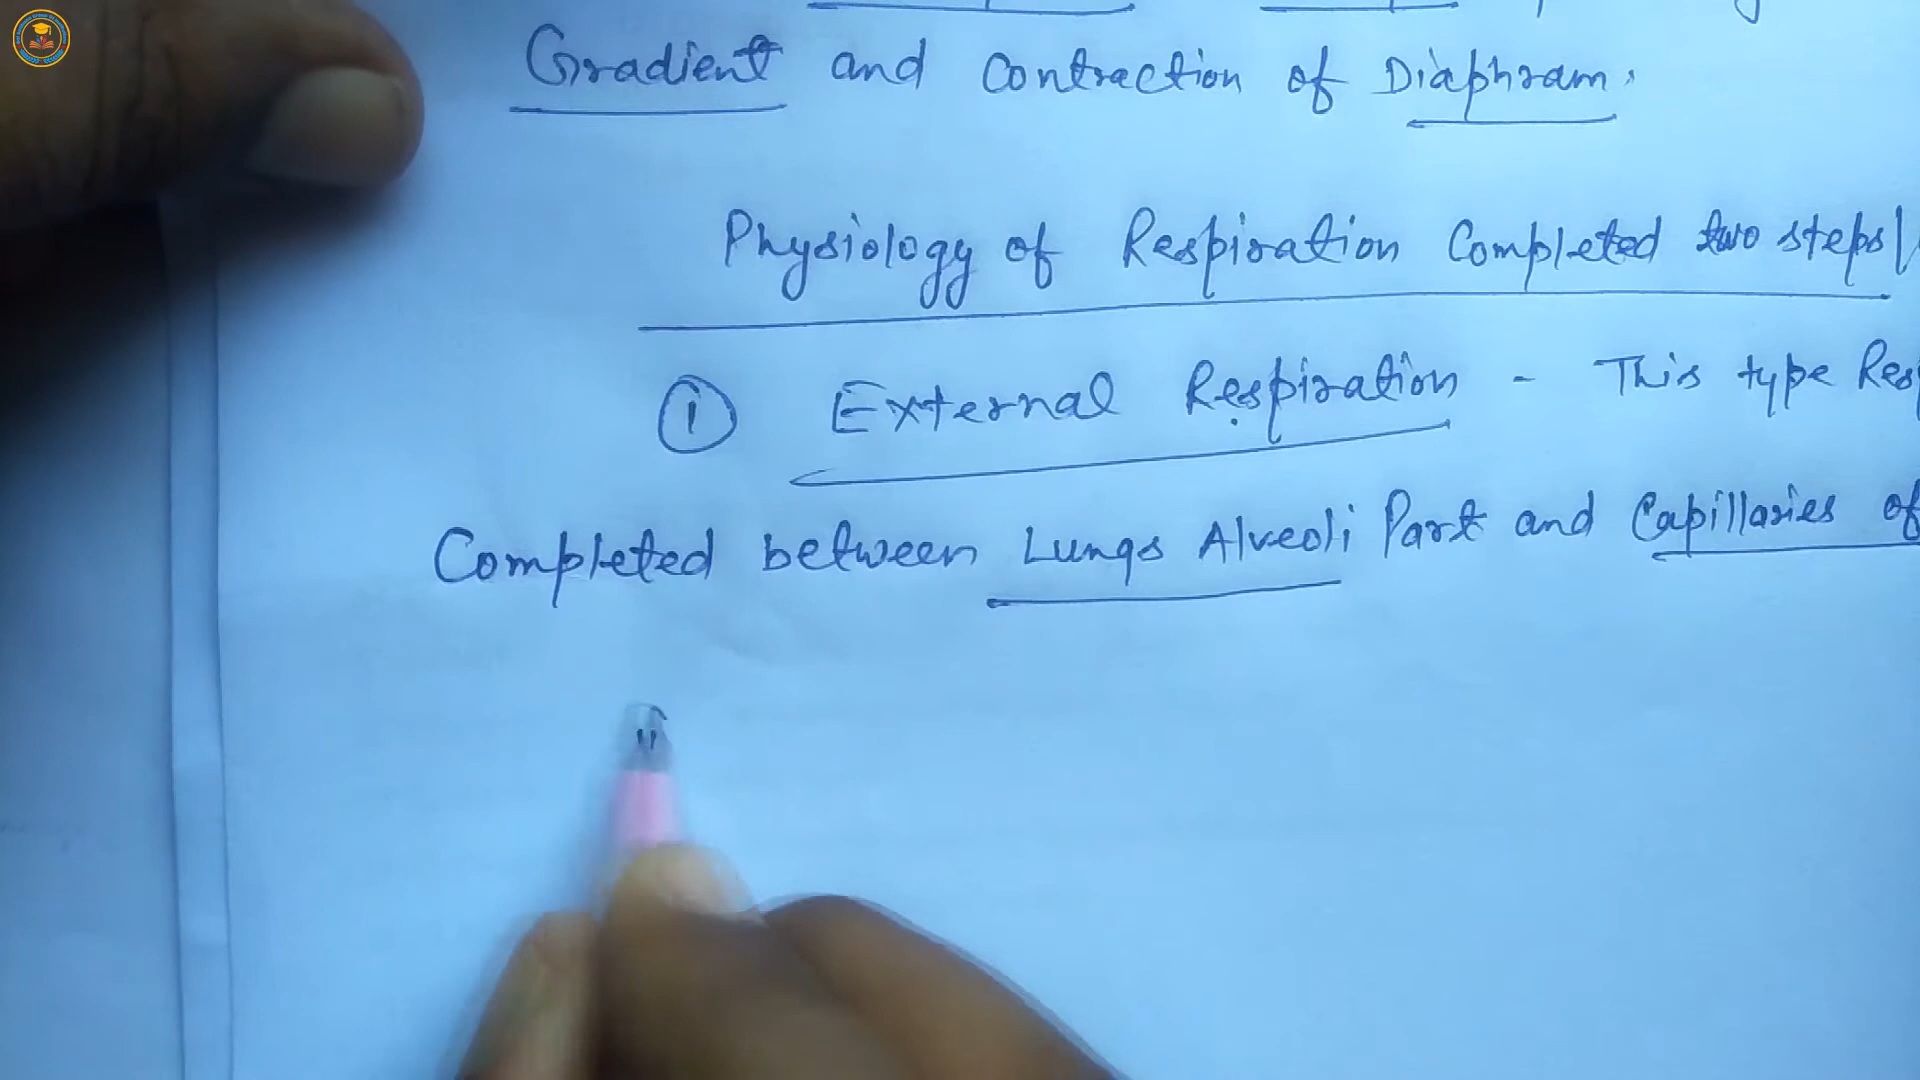 Gradient and Contraction of Diaphram.
Physiology of Respiration Completed two steps
① External Respiration - This type
Completed between Lungs Alveoli Part and Capillaries of